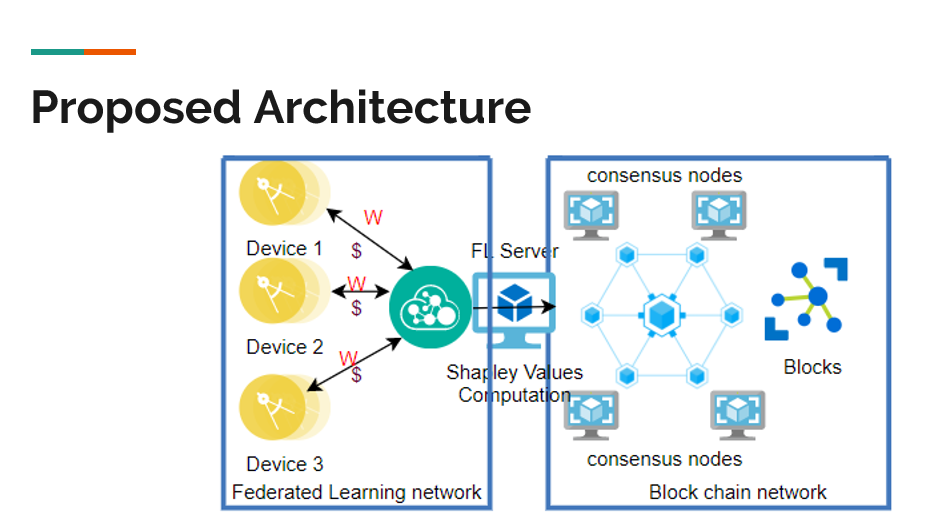 Proposed Architecture
consensus nodes
W
Device 1
$
FL Server
W
$
Device 2
W
$
Shapley Values
Computation
Blocks
Device 3
consensus nodes
Federated Learning network
Block chain network